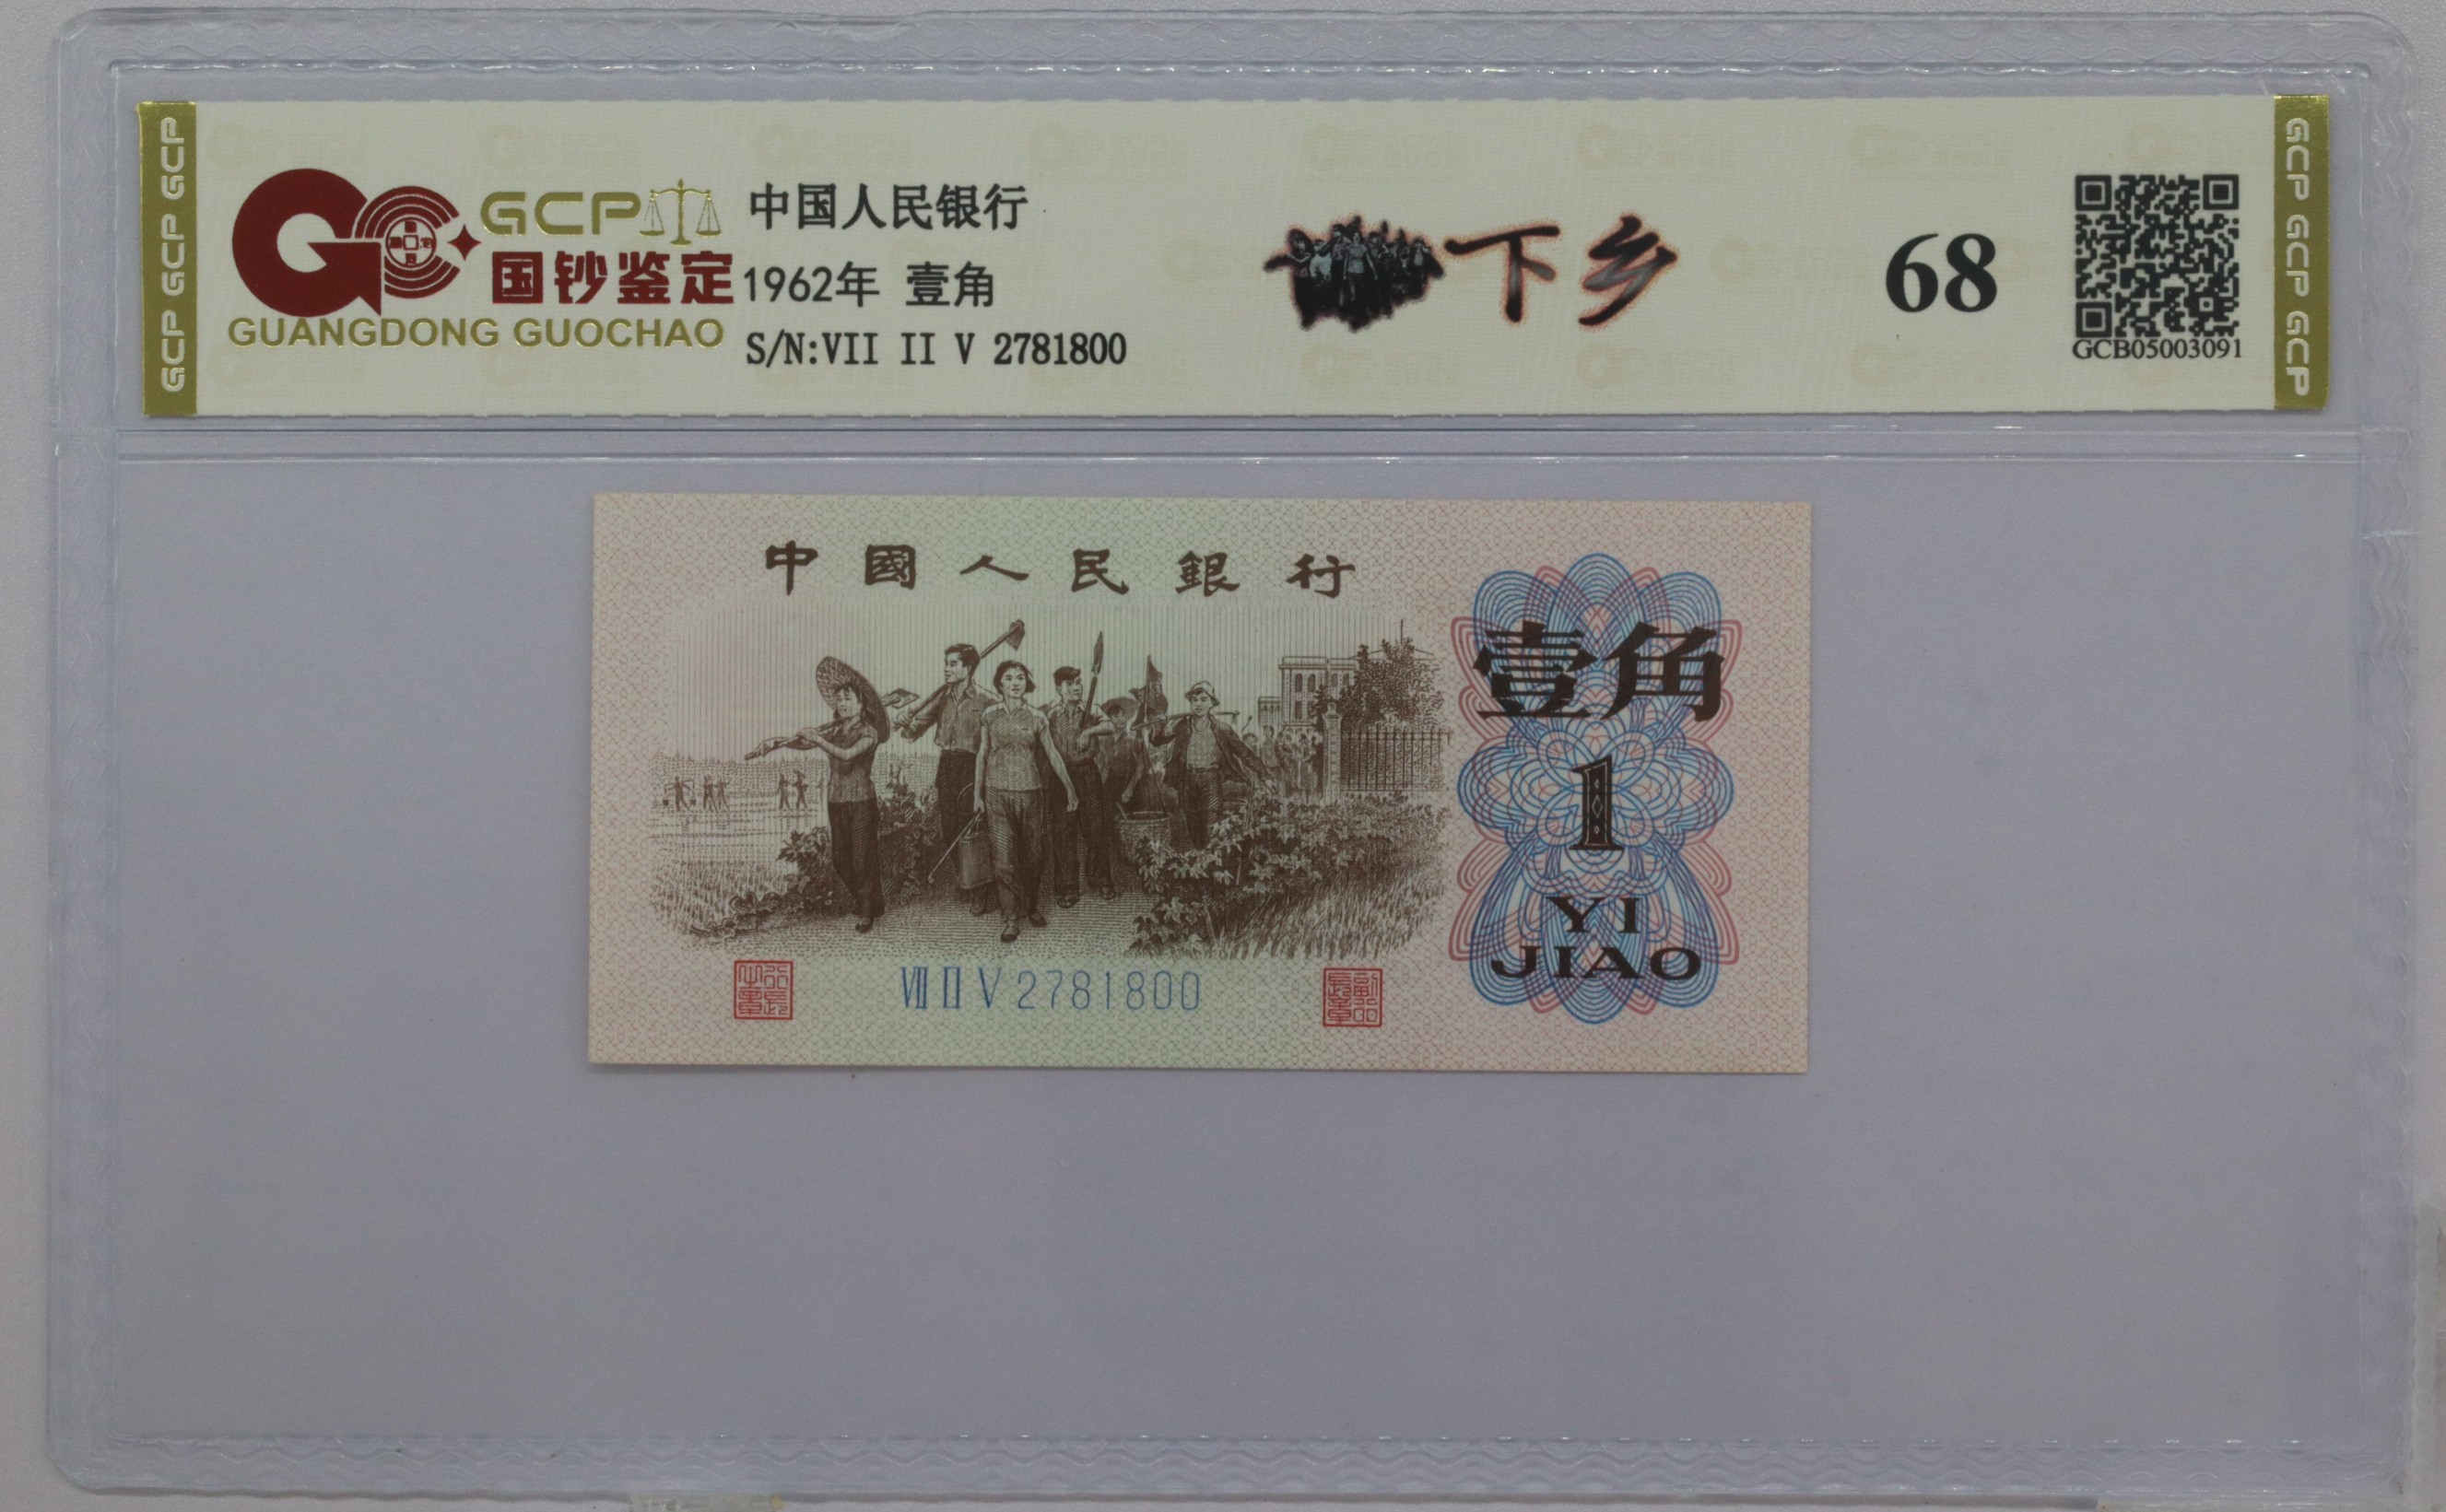 GCP GCP GCP
GCP
国钞鉴定
GUANGDONG GUOCHAO
中国人民银行
1962年 壹角
S/N:VII II V 2781800
下乡
68
GCB05003091
GCP GCP GCP
中國人民銀行
壹角
1
YI
JIAO
VII II V 2781800